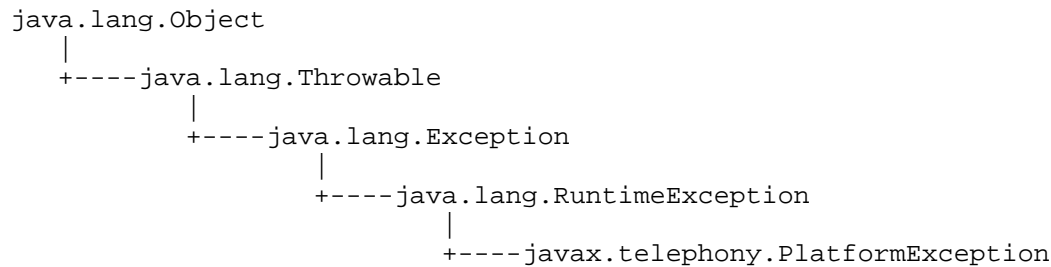 java.lang.Object
   |
   +----java.lang.Throwable
           |
           +----java.lang.Exception
                   |
                   +----java.lang.RuntimeException
                           |
                           +----javax.telephony.PlatformException